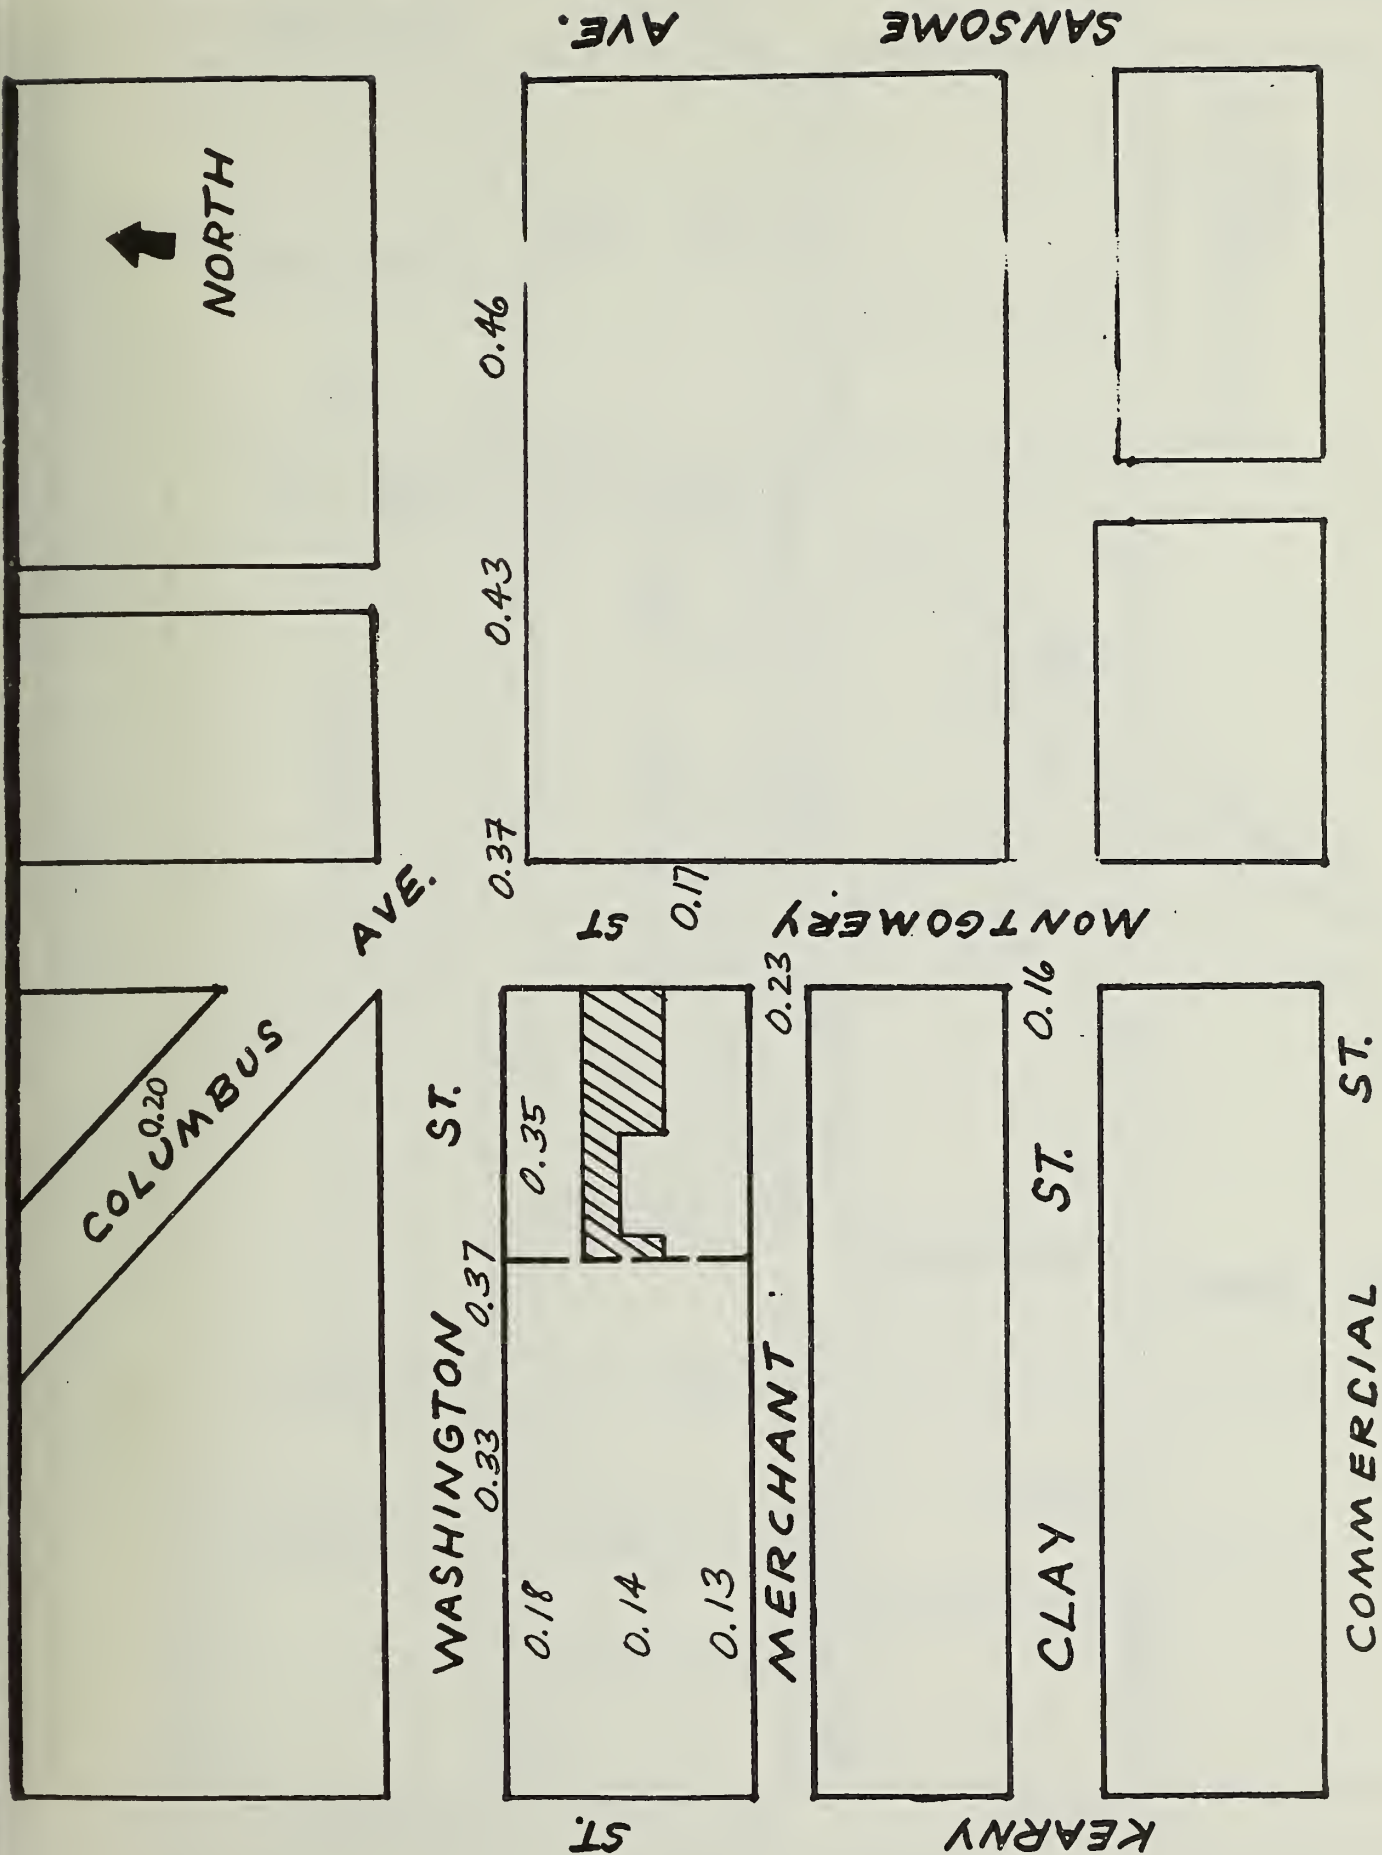 NORTH
COLUMBUS AVE.
0.20
WASHINGTON ST.
0.33
0.37
0.37
0.43
0.46
0.18
0.35
0.14
0.13
0.17
MERCHANT
0.23
CLAY ST.
0.16
COMMERCIAL ST.
KEARNY ST.
MONTGOMERY ST
SANSOME AVE.